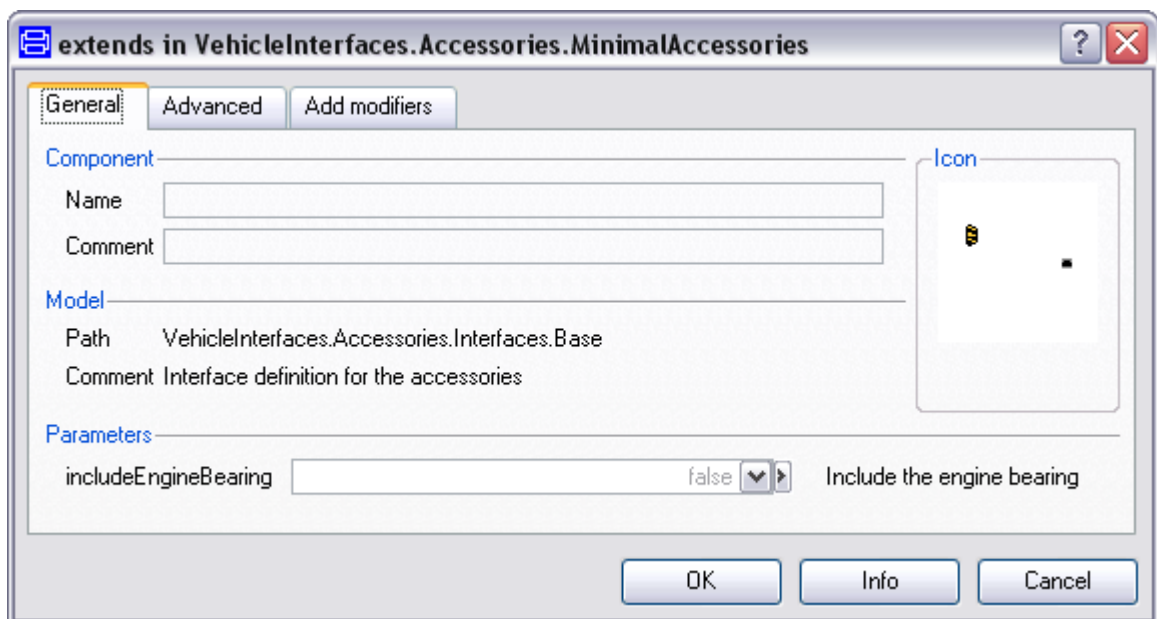 extends in VehicleInterfaces.Accessories.MinimalAccessories
General Advanced Add modifiers
Component Icon
Name
Comment
Model
Path VehicleInterfaces.Accessories.Interfaces.Base
Comment Interface definition for the accessories
Parameters
includeEngineBearing false Include the engine bearing
OK Info Cancel